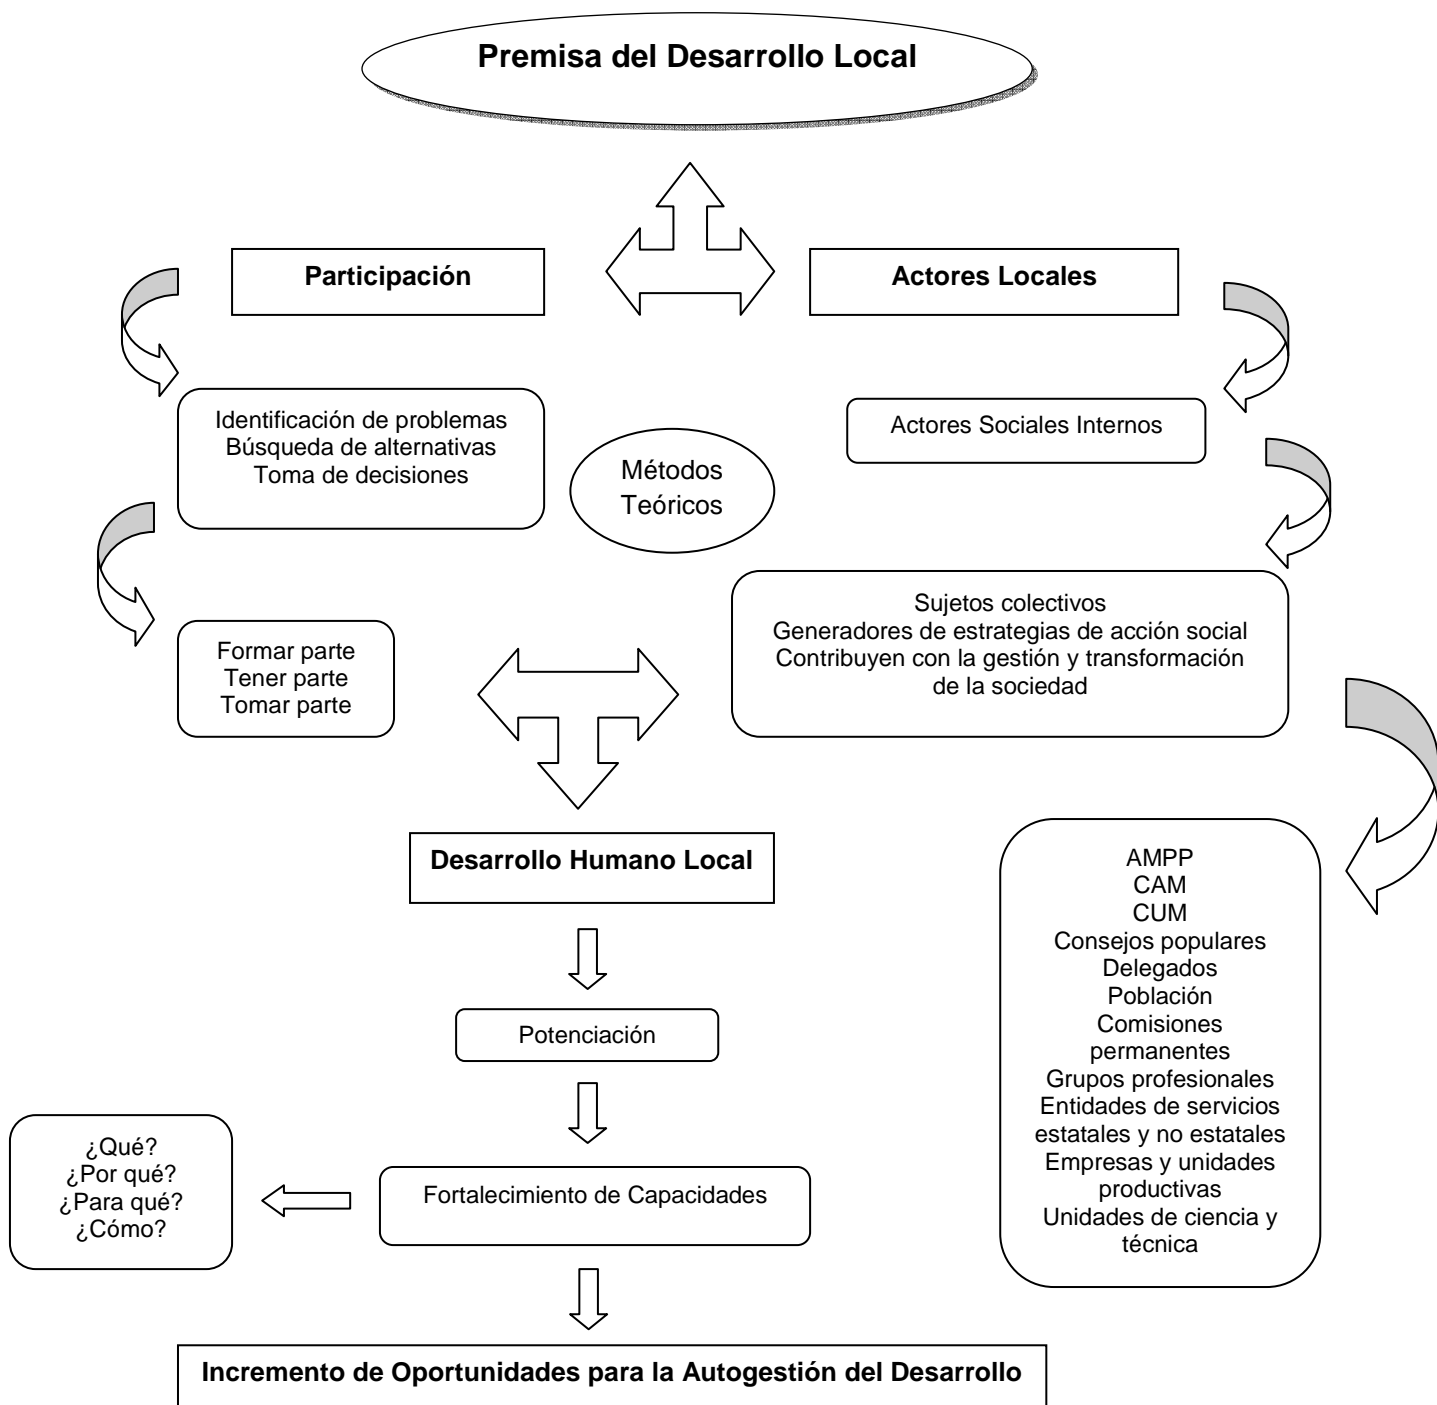 Premisa del Desarrollo Local
Participación
Actores Locales
Identificación de problemas
Búsqueda de alternativas
Toma de decisiones
Métodos
Teóricos
Actores Sociales Internos
Formar parte
Tener parte
Tomar parte
Sujetos colectivos
Generadores de estrategias de acción social
Contribuyen con la gestión y transformación
de la sociedad
Desarrollo Humano Local
AMPP
CAM
CUM
Consejos populares
Delegados
Población
Comisiones
permanentes
Grupos profesionales
Entidades de servicios
estatales y no estatales
Empresas y unidades
productivas
Unidades de ciencia y
técnica
Potenciación
Fortalecimiento de Capacidades
¿Qué?
¿Por qué?
¿Para qué?
¿Cómo?
Incremento de Oportunidades para la Autogestión del Desarrollo